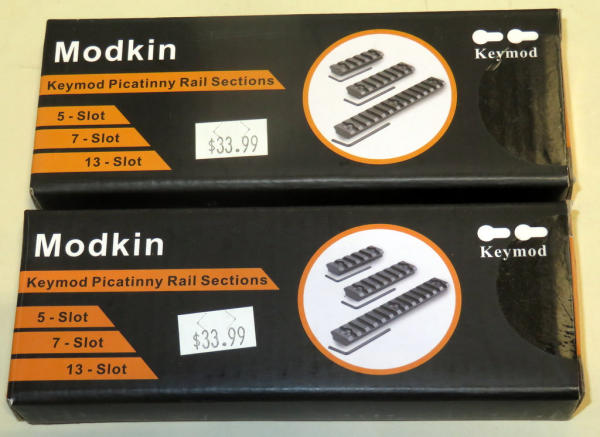 Modkin
Keymod
Keymod Picatinny Rail Sections
5 - Slot
7 - Slot
13 - Slot
$33.99
Modkin
Keymod
Keymod Picatinny Rail Sections
5 - Slot
7 - Slot
13 - Slot
$33.99